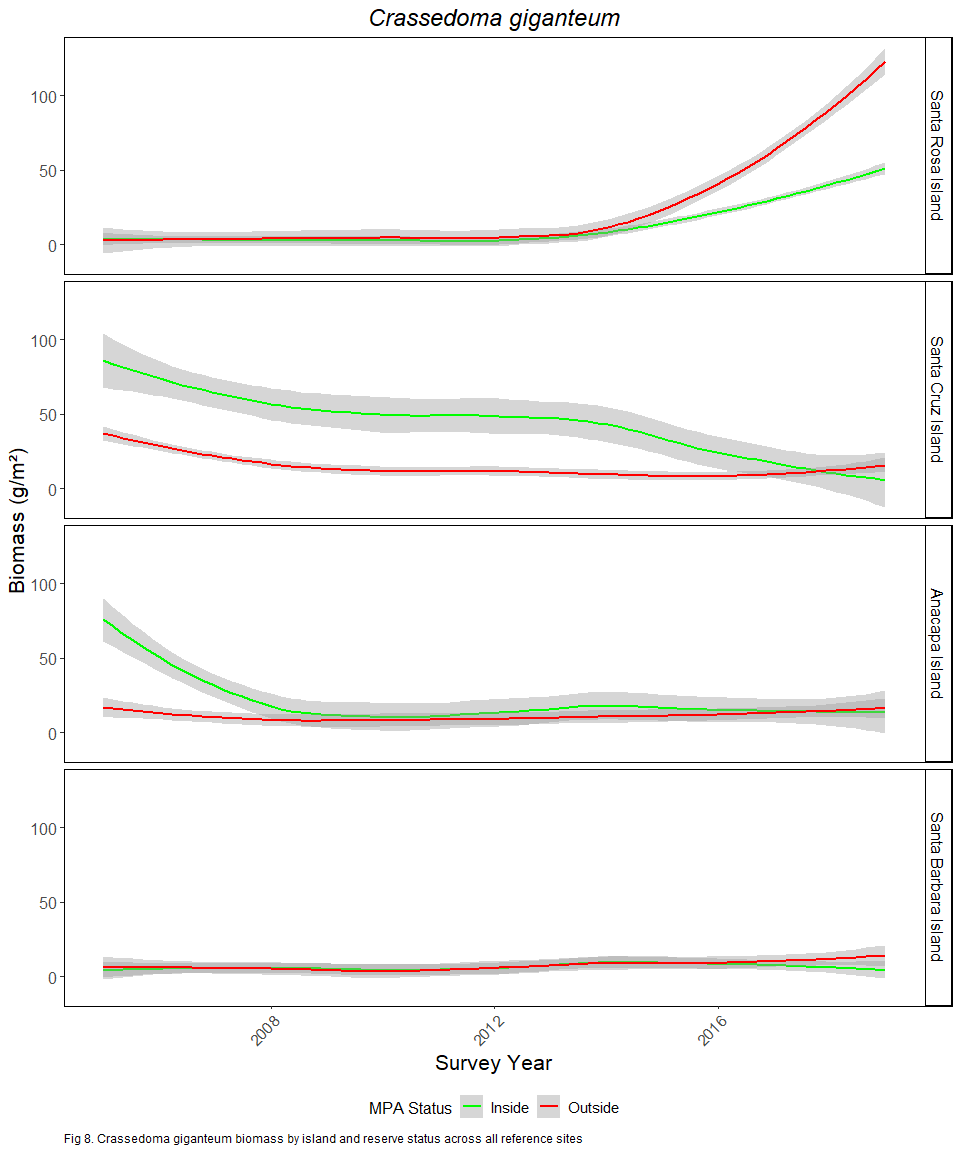 Crassedoma giganteum
Biomass (g/m²)
100
50
0
Santa Rosa Island
100
50
0
Santa Cruz Island
100
50
0
Anacapa Island
100
50
0
Santa Barbara Island
2008
2012
2016
Survey Year
MPA Status Inside Outside
Fig 8. Crassedoma giganteum biomass by island and reserve status across all reference sites